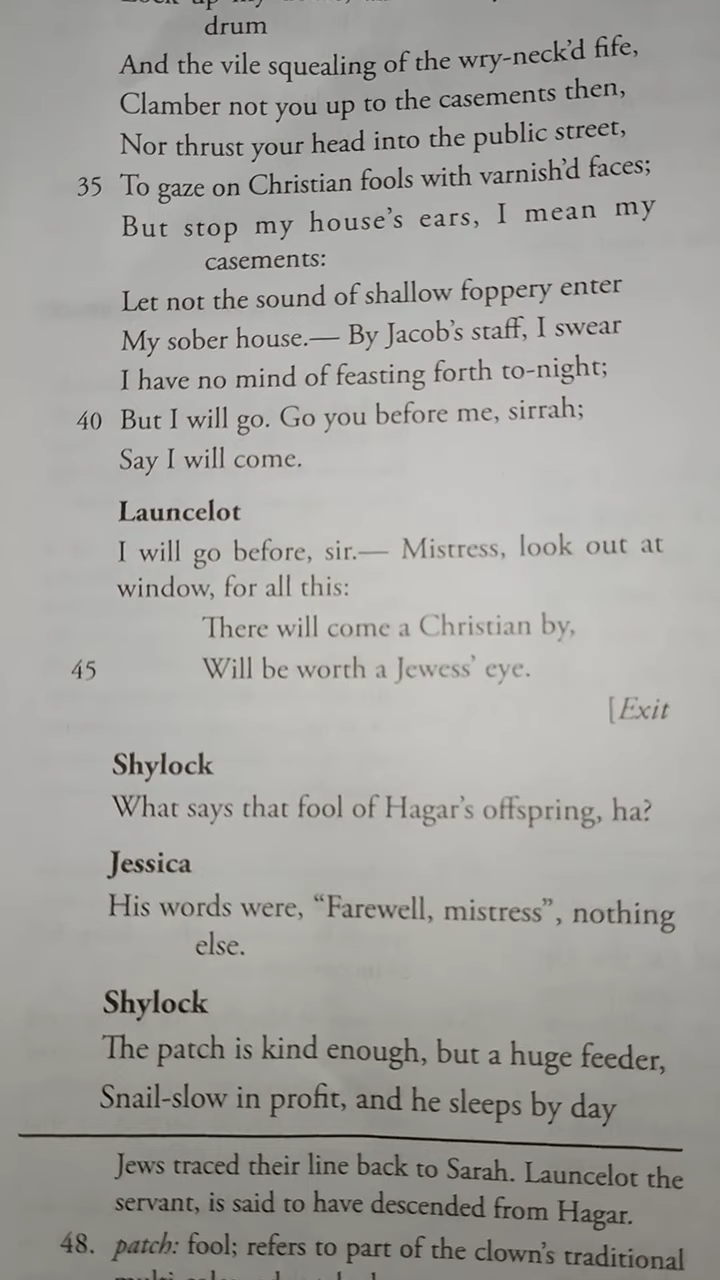 drum
And the vile squealing of the wry-neck'd fife,
Clamber not you up to the casements then,
Nor thrust your head into the public street,
35 To gaze on Christian fools with varnish'd faces;
But stop my house's ears, I mean my
casements:
Let not the sound of shallow foppery enter
My sober house.— By Jacob's staff, I swear
I have no mind of feasting forth to-night;
40 But I will go. Go you before me, sirrah;
Say I will come.
Launcelot
I will go before, sir.— Mistress, look out at
window, for all this:
There will come a Christian by,
45 Will be worth a Jewess' eye.
[Exit
Shylock
What says that fool of Hagar's offspring, ha?
Jessica
His words were, “Farewell, mistress”, nothing
else.
Shylock
The patch is kind enough, but a huge feeder,
Snail-slow in profit, and he sleeps by day
Jews traced their line back to Sarah. Launcelot the
servant, is said to have descended from Hagar.
48. patch: fool; refers to part of the clown's traditional